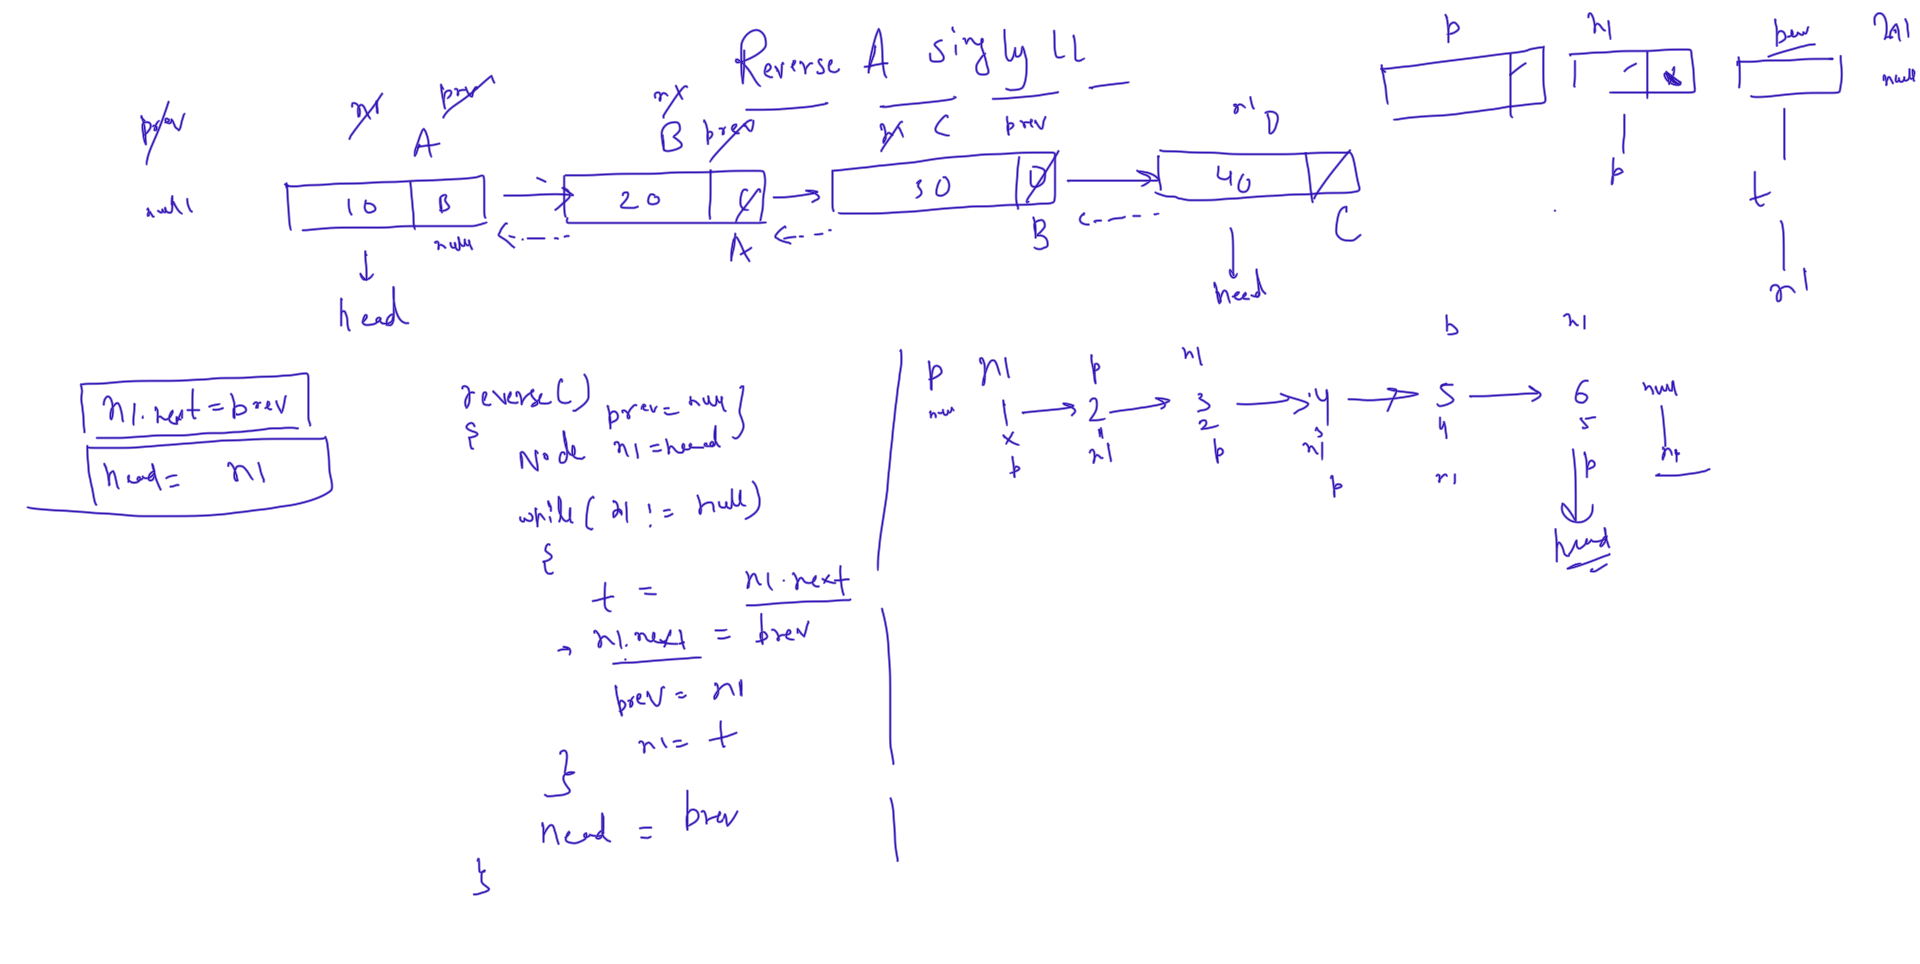 Reverse A singly LL
p n1 prev n1
null
prev n1 prev n1 B prev n1 C prev n1 D
A
null
10 B 20 C 30 D 40
null A B C
head head
p t
n1
n1.next = prev
head = n1
reverse()
{ prev = null }
Node n1 = head
while( n1 != null)
{
t = n1.next
→ n1.next = prev
prev = n1
n1 = t
}
head = prev
}
p n1 p n1 p n1
null 1 → 2 → 3 → 4 → 5 → 6 null
x 1 2 3 4 5
p n1 p n1 p n1 p n1
head